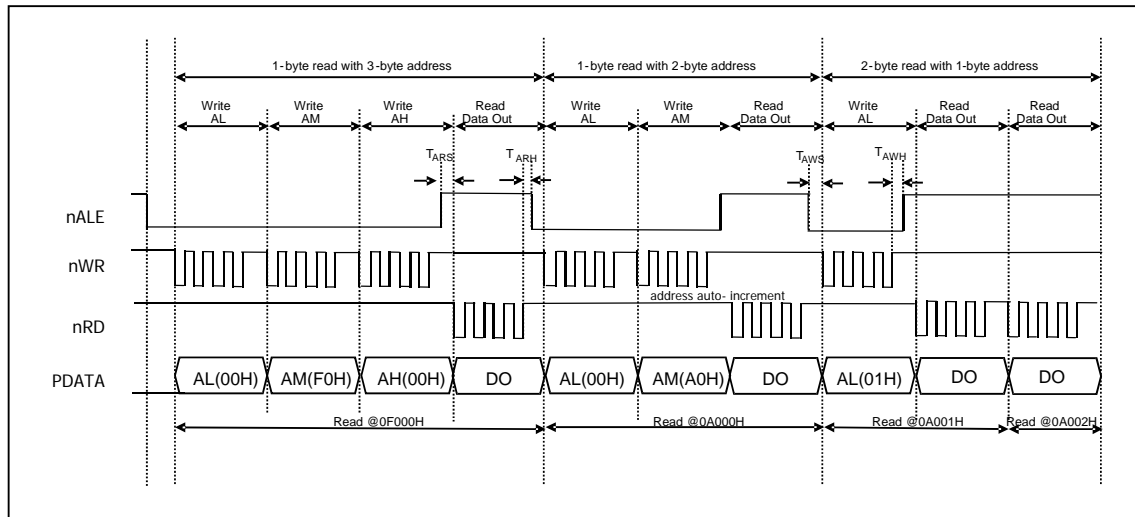 1-byte read with 3-byte address 1-byte read with 2-byte address 2-byte read with 1-byte address
Write AL Write AM Write AH Read Data Out Write AL Write AM Read Data Out Write AL Read Data Out Read Data Out
TARS TARH TAWS TAWH
nALE
nWR
address auto- increment
nRD
PDATA AL(00H) AM(F0H) AH(00H) DO AL(00H) AM(A0H) DO AL(01H) DO DO
Read @0F000H Read @0A000H Read @0A001H Read @0A002H